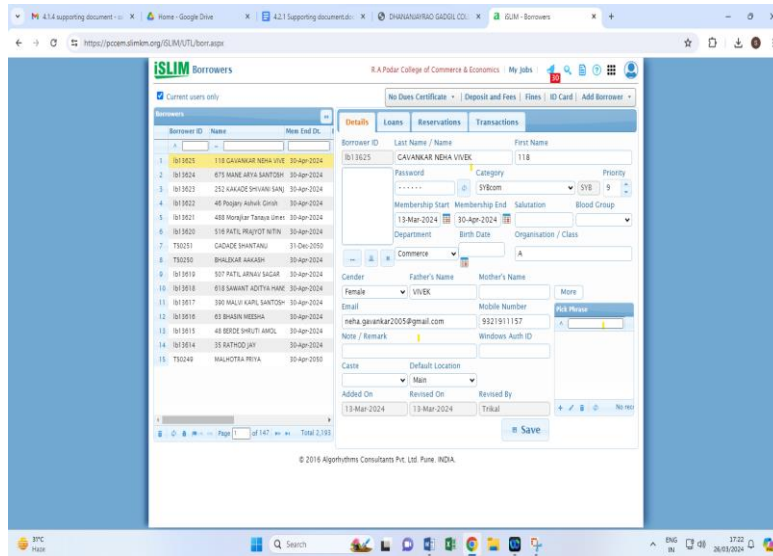 4.1.4 supporting document - 
Home - Google Drive
4.2.1 Supporting document.doc
DHANANJAYRAO GADGIL COL
iSLIM - Borrowers
https://pccem.slimkm.org/iSLIM/UTL/borr.aspx
iSLIM Borrowers
R.A.Podar College of Commerce & Economics My Jobs 30
Current users only
No Dues Certificate Deposit and Fees Fines ID Card Add Borrower
Borrowers
Borrower ID Name Mem End Dt.
1 lb13625 118 GAVANKAR NEHA VIVE 30-Apr-2024
2 lb13624 675 MANE ARYA SANTOSH 30-Apr-2024
3 lb13623 252 KAKADE SHIVANI SANJ 30-Apr-2024
4 lb13622 46 Poojary Ashwik Girish 30-Apr-2024
5 lb13621 488 Morajkar Tanaya Umes 30-Apr-2024
6 lb13620 516 PATIL PRAJYOT NITIN 30-Apr-2024
7 TS0251 GADADE SHANTANU 31-Dec-2050
8 TS0250 BHALEKAR AAKASH 30-Apr-2024
9 lb13619 507 PATIL ARNAV SAGAR 30-Apr-2024
10 lb13618 618 SAWANT ADITYA HANE 30-Apr-2024
11 lb13617 390 MALVI KAPIL SANTOSH 30-Apr-2024
12 lb13616 63 BHASIN MEESHA 30-Apr-2024
13 lb13615 48 BERDE SHRUTI AMOL 30-Apr-2024
14 lb13614 35 RATHOD JAY 30-Apr-2024
15 TS0249 MALHOTRA PRIYA 30-Apr-2050
Page 1 of 147 Total 2,193
Details Loans Reservations Transactions
Borrower ID Last Name / Name First Name
lb13625 GAVANKAR NEHA VIVEK 118
Password Category Priority
...... SYBcom SYB 9
Membership Start Membership End Salutation Blood Group
13-Mar-2024 30-Apr-2024
Department Birth Date Organisation / Class
Commerce A
Gender Father's Name Mother's Name
Female VIVEK More
Email Mobile Number Pick Phrase
neha.gavankar2005@gmail.com 9321911157
Note / Remark Windows Auth ID
Caste Default Location
Main
Added On Revised On Revised By
13-Mar-2024 13-Mar-2024 Trikal
No rec
Save
© 2016 Algorhythms Consultants Pvt. Ltd. Pune. INDIA.
31°C
Haze
Search
ENG
IN
17:22
26/03/2024